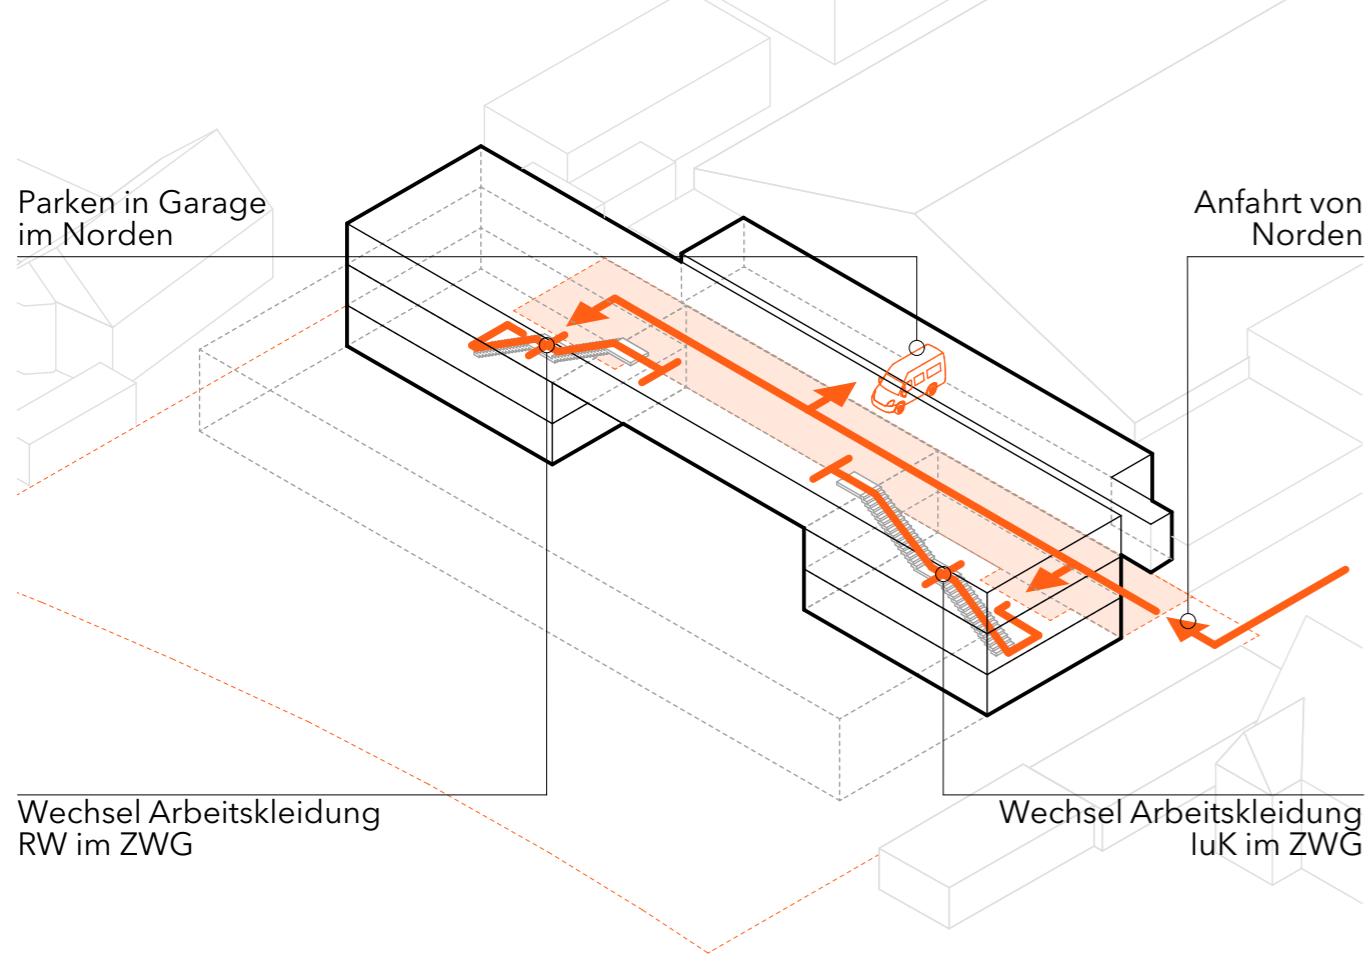 Parken in Garage
im Norden
Anfahrt von
Norden
Wechsel Arbeitskleidung
RW im ZWG
Wechsel Arbeitskleidung
IuK im ZWG